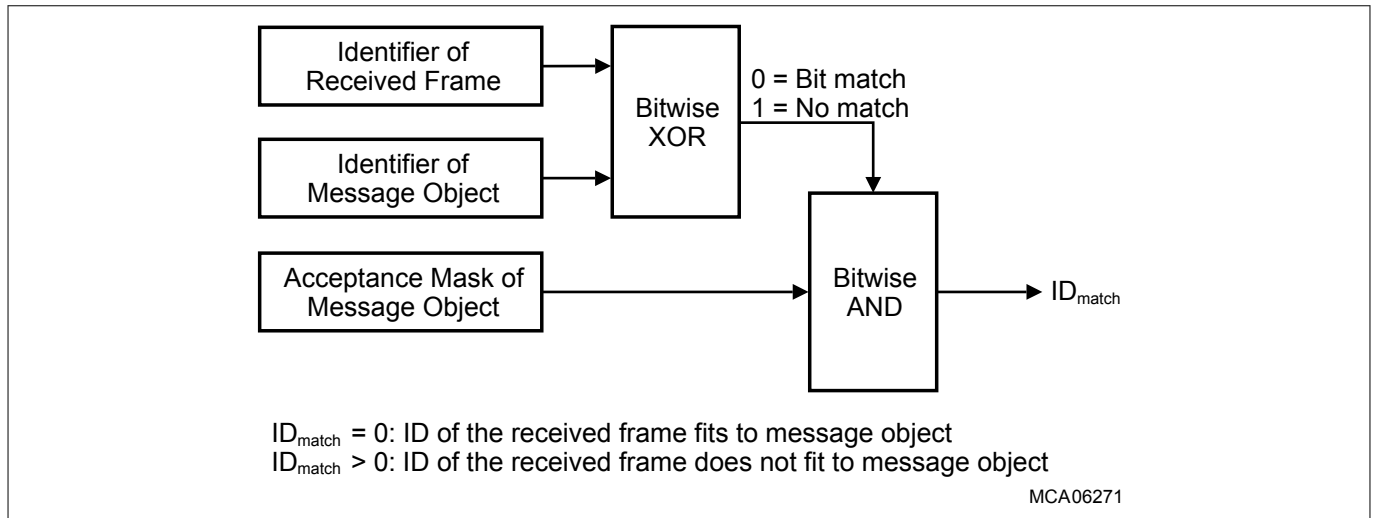 Identifier of
Received Frame
Identifier of
Message Object
Acceptance Mask of
Message Object
Bitwise
XOR
0 = Bit match
1 = No match
Bitwise
AND
IDmatch
IDmatch = 0: ID of the received frame fits to message object
IDmatch > 0: ID of the received frame does not fit to message object
MCA06271